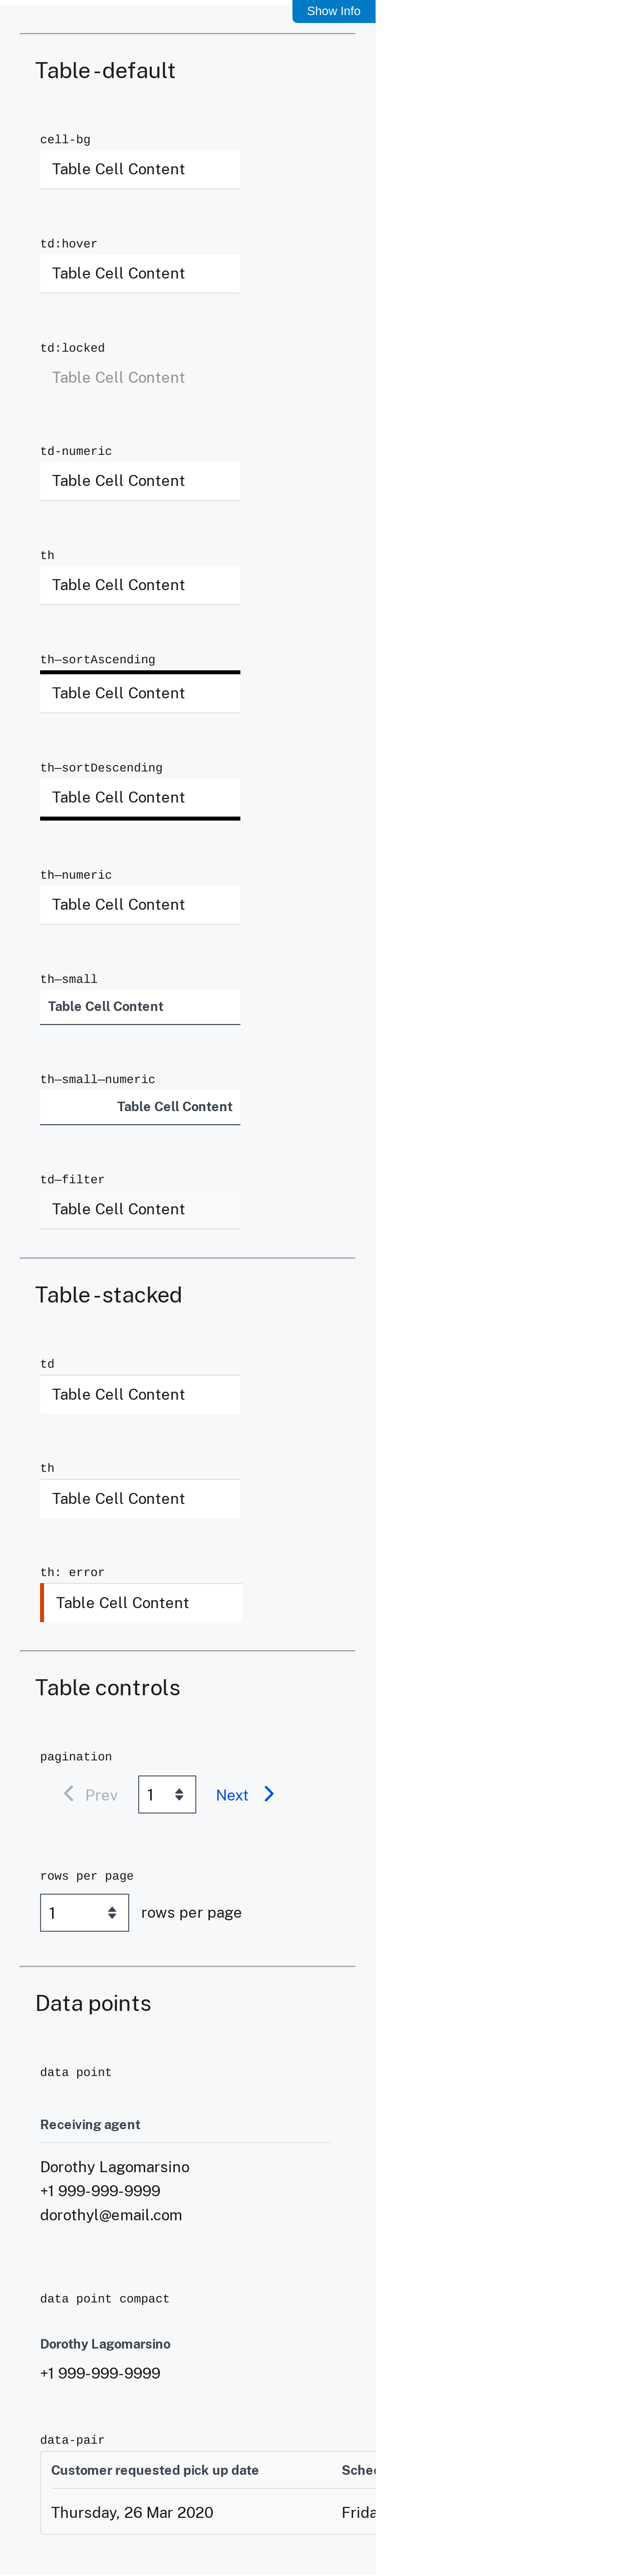 Show Info
Table - default
cell-bg
Table Cell Content
td:hover
Table Cell Content
td:locked
Table Cell Content
td-numeric
Table Cell Content
th
Table Cell Content
th—sortAscending
Table Cell Content
th—sortDescending
Table Cell Content
th—numeric
Table Cell Content
th—small
Table Cell Content
th—small—numeric
Table Cell Content
td—filter
Table Cell Content
Table - stacked
td
Table Cell Content
th
Table Cell Content
th: error
Table Cell Content
Table controls
pagination
Prev 1 Next
rows per page
1 rows per page
Data points
data point
Receiving agent
Dorothy Lagomarsino
+1 999-999-9999
dorothyl@email.com
data point compact
Dorothy Lagomarsino
+1 999-999-9999
data-pair
Customer requested pick up date
Thursday, 26 Mar 2020